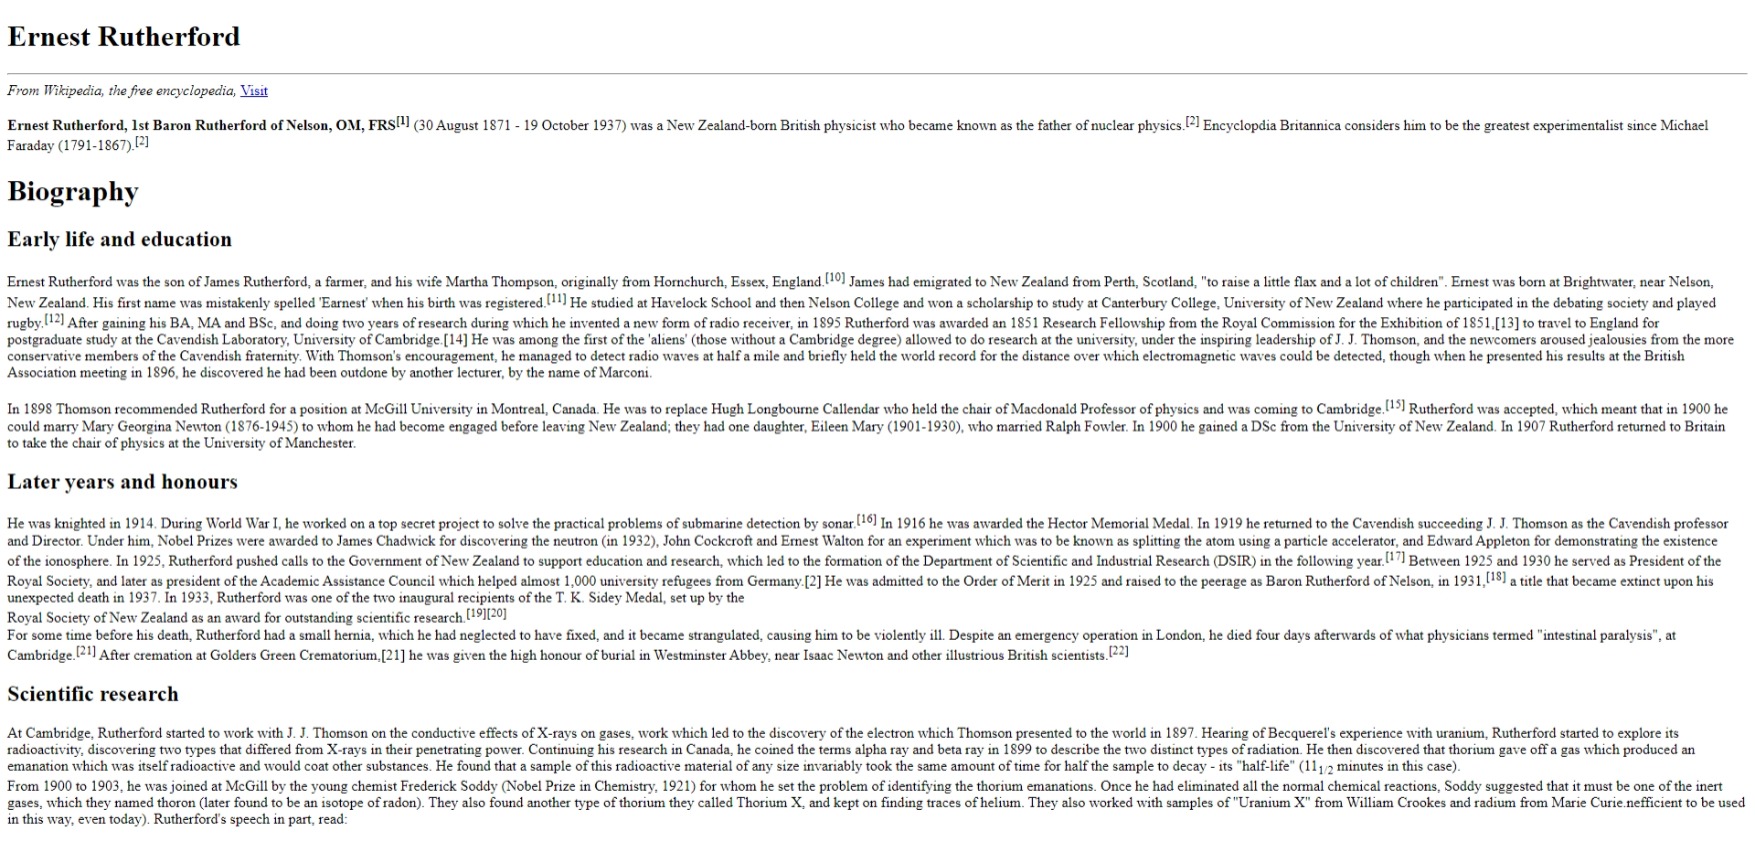 Ernest Rutherford
From Wikipedia, the free encyclopedia, Visit
Ernest Rutherford, 1st Baron Rutherford of Nelson, OM, FRS[1] (30 August 1871 - 19 October 1937) was a New Zealand-born British physicist who became known as the father of nuclear physics.[2] Encyclopdia Britannica considers him to be the greatest experimentalist since Michael
Faraday (1791-1867).[2]
Biography
Early life and education
Ernest Rutherford was the son of James Rutherford, a farmer, and his wife Martha Thompson, originally from Hornchurch, Essex, England.[10] James had emigrated to New Zealand from Perth, Scotland, "to raise a little flax and a lot of children". Ernest was born at Brightwater, near Nelson,
New Zealand. His first name was mistakenly spelled 'Earnest' when his birth was registered.[11] He studied at Havelock School and then Nelson College and won a scholarship to study at Canterbury College, University of New Zealand where he participated in the debating society and played
rugby.[12] After gaining his BA, MA and BSc, and doing two years of research during which he invented a new form of radio receiver, in 1895 Rutherford was awarded an 1851 Research Fellowship from the Royal Commission for the Exhibition of 1851,[13] to travel to England for
postgraduate study at the Cavendish Laboratory, University of Cambridge.[14] He was among the first of the 'aliens' (those without a Cambridge degree) allowed to do research at the university, under the inspiring leadership of J. J. Thomson, and the newcomers aroused jealousies from the more
conservative members of the Cavendish fraternity. With Thomson's encouragement, he managed to detect radio waves at half a mile and briefly held the world record for the distance over which electromagnetic waves could be detected, though when he presented his results at the British
Association meeting in 1896, he discovered he had been outdone by another lecturer, by the name of Marconi.
In 1898 Thomson recommended Rutherford for a position at McGill University in Montreal, Canada. He was to replace Hugh Longbourne Callendar who held the chair of Macdonald Professor of physics and was coming to Cambridge.[15] Rutherford was accepted, which meant that in 1900 he
could marry Mary Georgina Newton (1876-1945) to whom he had become engaged before leaving New Zealand; they had one daughter, Eileen Mary (1901-1930), who married Ralph Fowler. In 1900 he gained a DSc from the University of New Zealand. In 1907 Rutherford returned to Britain
to take the chair of physics at the University of Manchester.
Later years and honours
He was knighted in 1914. During World War I, he worked on a top secret project to solve the practical problems of submarine detection by sonar.[16] In 1916 he was awarded the Hector Memorial Medal. In 1919 he returned to the Cavendish succeeding J. J. Thomson as the Cavendish professor
and Director. Under him, Nobel Prizes were awarded to James Chadwick for discovering the neutron (in 1932), John Cockcroft and Ernest Walton for an experiment which was to be known as splitting the atom using a particle accelerator, and Edward Appleton for demonstrating the existence
of the ionosphere. In 1925, Rutherford pushed calls to the Government of New Zealand to support education and research, which led to the formation of the Department of Scientific and Industrial Research (DSIR) in the following year.[17] Between 1925 and 1930 he served as President of the
Royal Society, and later as president of the Academic Assistance Council which helped almost 1,000 university refugees from Germany.[2] He was admitted to the Order of Merit in 1925 and raised to the peerage as Baron Rutherford of Nelson, in 1931,[18] a title that became extinct upon his
unexpected death in 1937. In 1933, Rutherford was one of the two inaugural recipients of the T. K. Sidey Medal, set up by the
Royal Society of New Zealand as an award for outstanding scientific research.[19][20]
For some time before his death, Rutherford had a small hernia, which he had neglected to have fixed, and it became strangulated, causing him to be violently ill. Despite an emergency operation in London, he died four days afterwards of what physicians termed "intestinal paralysis", at
Cambridge.[21] After cremation at Golders Green Crematorium,[21] he was given the high honour of burial in Westminster Abbey, near Isaac Newton and other illustrious British scientists.[22]
Scientific research
At Cambridge, Rutherford started to work with J. J. Thomson on the conductive effects of X-rays on gases, work which led to the discovery of the electron which Thomson presented to the world in 1897. Hearing of Becquerel's experience with uranium, Rutherford started to explore its
radioactivity, discovering two types that differed from X-rays in their penetrating power. Continuing his research in Canada, he coined the terms alpha ray and beta ray in 1899 to describe the two distinct types of radiation. He then discovered that thorium gave off a gas which produced an
emanation which was itself radioactive and would coat other substances. He found that a sample of this radioactive material of any size invariably took the same amount of time for half the sample to decay - its "half-life" (11 1/2 minutes in this case).
From 1900 to 1903, he was joined at McGill by the young chemist Frederick Soddy (Nobel Prize in Chemistry, 1921) for whom he set the problem of identifying the thorium emanations. Once he had eliminated all the normal chemical reactions, Soddy suggested that it must be one of the inert
gases, which they named thoron (later found to be an isotope of radon). They also found another type of thorium they called Thorium X, and kept on finding traces of helium. They also worked with samples of "Uranium X" from William Crookes and radium from Marie Curie.nefficient to be used
in this way, even today). Rutherford's speech in part, read: